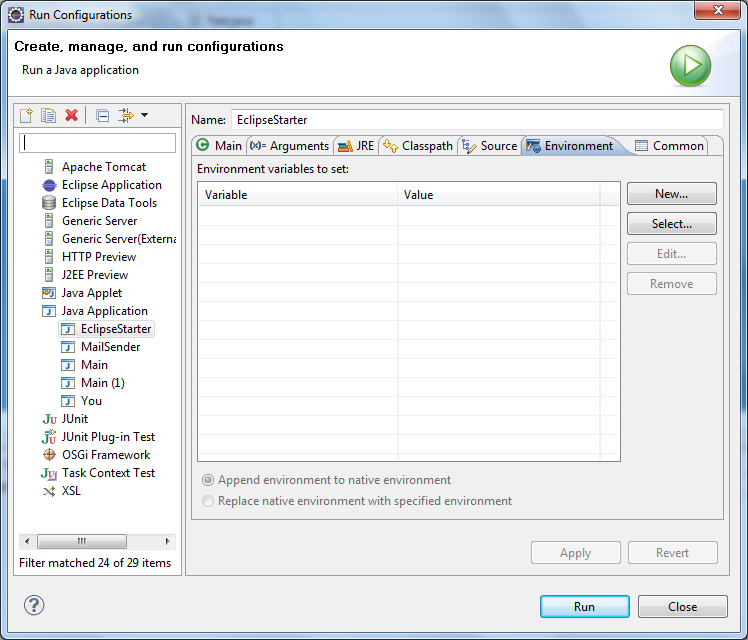 Run Configurations
Create, manage, and run configurations
Run a Java application
Name: EclipseStarter
Main (x)= Arguments JRE Classpath Source Environment Common
Environment variables to set:
Variable Value
New...
Select...
Edit...
Remove
Apache Tomcat
Eclipse Application
Eclipse Data Tools
Generic Server
Generic Server(Externa
HTTP Preview
J2EE Preview
Java Applet
Java Application
EclipseStarter
MailSender
Main
Main (1)
You
JUnit
JUnit Plug-in Test
OSGi Framework
Task Context Test
XSL
Filter matched 24 of 29 items
Append environment to native environment
Replace native environment with specified environment
Apply Revert
Run Close